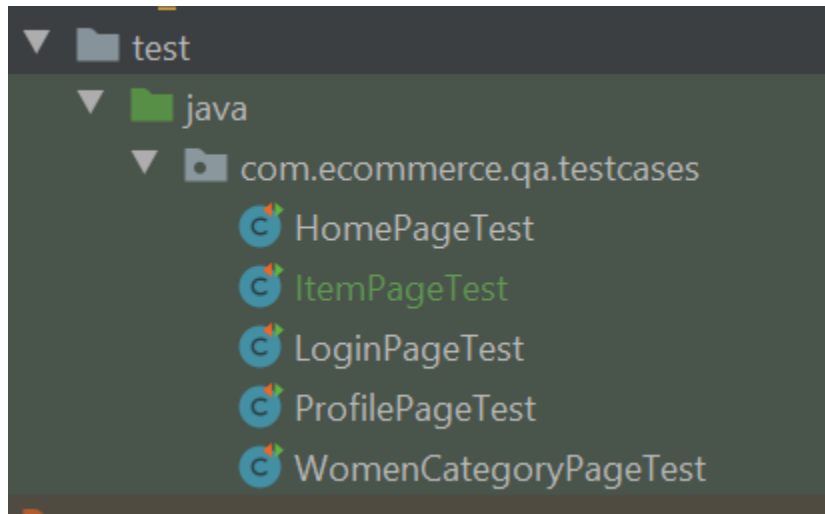 test
java
com.ecommerce.qa.testcases
C HomePageTest
C ItemPageTest
C LoginPageTest
C ProfilePageTest
C WomenCategoryPageTest